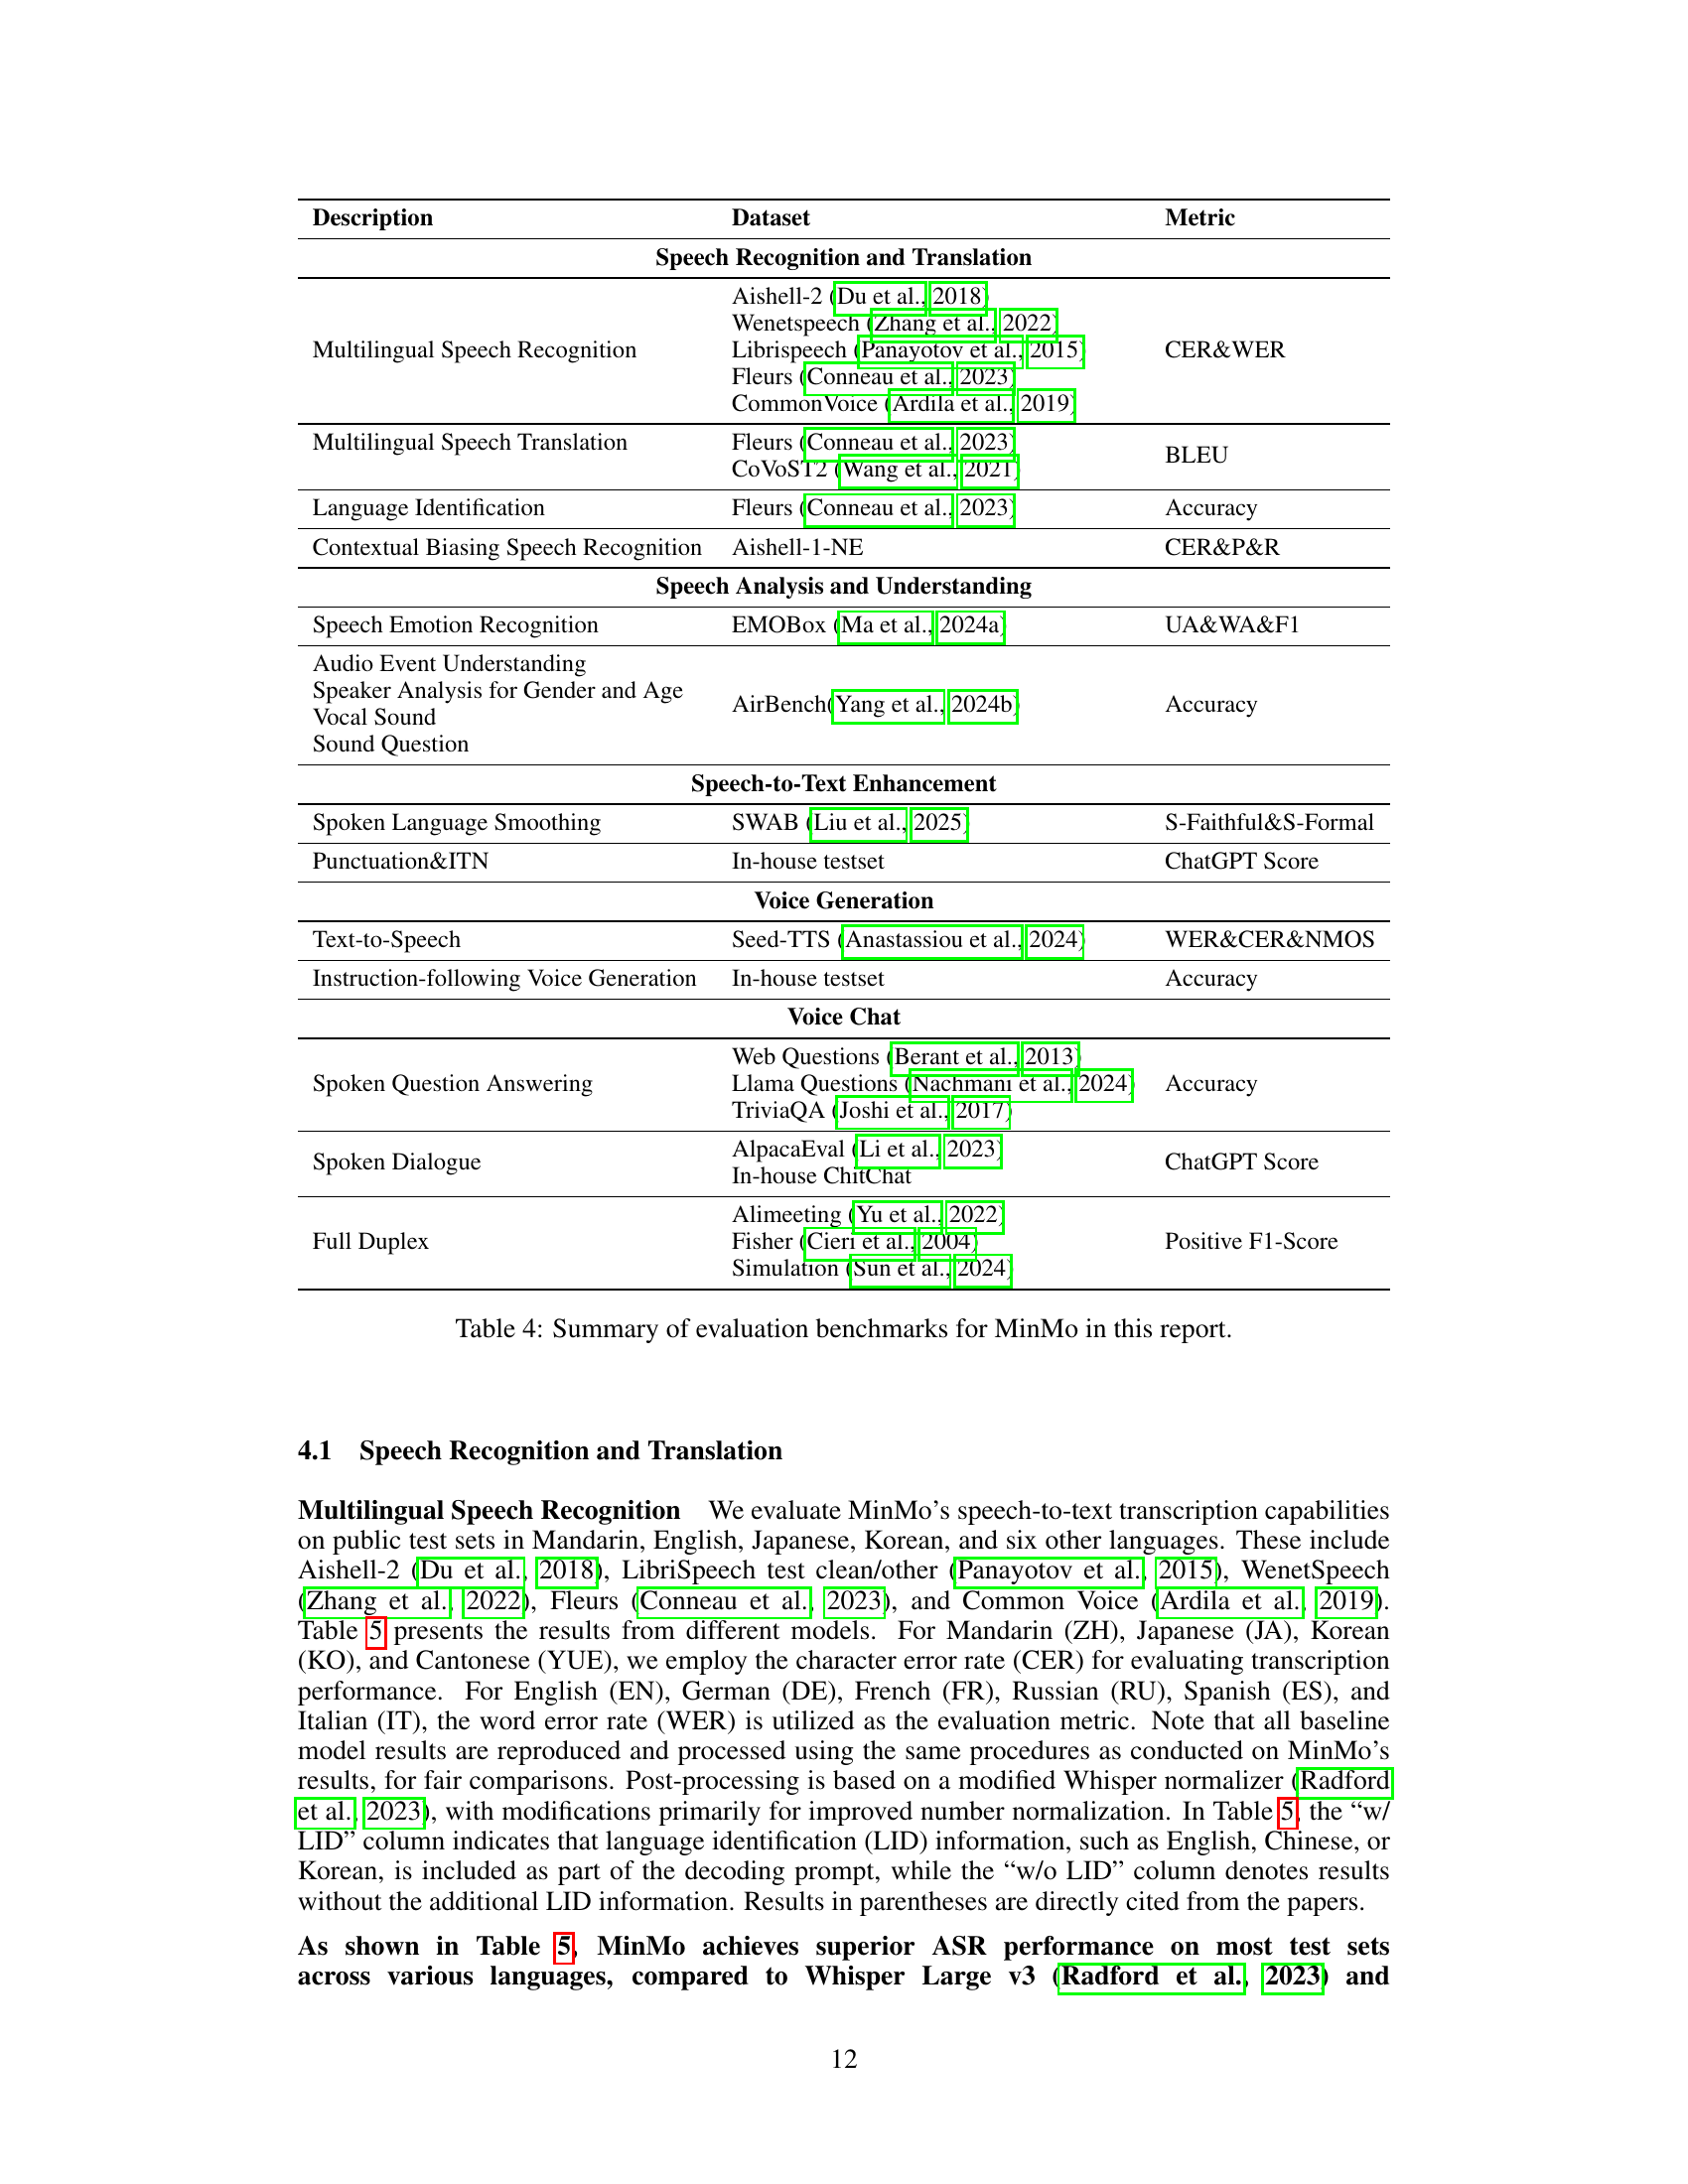 Description Dataset Metric
Speech Recognition and Translation
Multilingual Speech Recognition
Aishell-2 (Du et al., 2018)
Wenetspeech (Zhang et al., 2022)
Librispeech (Panayotov et al., 2015)
Fleurs (Conneau et al., 2023)
CommonVoice (Ardila et al., 2019)
CER&WER
Multilingual Speech Translation
Fleurs (Conneau et al., 2023)
CoVoST2 (Wang et al., 2021)
BLEU
Language Identification Fleurs (Conneau et al., 2023) Accuracy
Contextual Biasing Speech Recognition Aishell-1-NE CER&P&R
Speech Analysis and Understanding
Speech Emotion Recognition EMOBox (Ma et al., 2024a) UA&WA&F1
Audio Event Understanding
Speaker Analysis for Gender and Age
Vocal Sound
Sound Question
AirBench(Yang et al., 2024b)
Accuracy
Speech-to-Text Enhancement
Spoken Language Smoothing SWAB (Liu et al., 2025) S-Faithful&S-Formal
Punctuation&ITN In-house testset ChatGPT Score
Voice Generation
Text-to-Speech Seed-TTS (Anastassiou et al., 2024) WER&CER&NMOS
Instruction-following Voice Generation In-house testset Accuracy
Voice Chat
Spoken Question Answering
Web Questions (Berant et al., 2013)
Llama Questions (Nachmani et al., 2024)
TriviaQA (Joshi et al., 2017)
Accuracy
Spoken Dialogue
AlpacaEval (Li et al., 2023)
In-house ChitChat
ChatGPT Score
Full Duplex
Alimeeting (Yu et al., 2022)
Fisher (Cieri et al., 2004)
Simulation (Sun et al., 2024)
Positive F1-Score
Table 4: Summary of evaluation benchmarks for MinMo in this report.
4.1 Speech Recognition and Translation
Multilingual Speech Recognition We evaluate MinMo's speech-to-text transcription capabilities
on public test sets in Mandarin, English, Japanese, Korean, and six other languages. These include
Aishell-2 (Du et al., 2018), LibriSpeech test clean/other (Panayotov et al., 2015), WenetSpeech
(Zhang et al., 2022), Fleurs (Conneau et al., 2023), and Common Voice (Ardila et al., 2019).
Table 5 presents the results from different models. For Mandarin (ZH), Japanese (JA), Korean
(KO), and Cantonese (YUE), we employ the character error rate (CER) for evaluating transcription
performance. For English (EN), German (DE), French (FR), Russian (RU), Spanish (ES), and
Italian (IT), the word error rate (WER) is utilized as the evaluation metric. Note that all baseline
model results are reproduced and processed using the same procedures as conducted on MinMo's
results, for fair comparisons. Post-processing is based on a modified Whisper normalizer (Radford
et al., 2023), with modifications primarily for improved number normalization. In Table 5, the “w/
LID” column indicates that language identification (LID) information, such as English, Chinese, or
Korean, is included as part of the decoding prompt, while the “w/o LID” column denotes results
without the additional LID information. Results in parentheses are directly cited from the papers.
As shown in Table 5, MinMo achieves superior ASR performance on most test sets
across various languages, compared to Whisper Large v3 (Radford et al., 2023) and
12